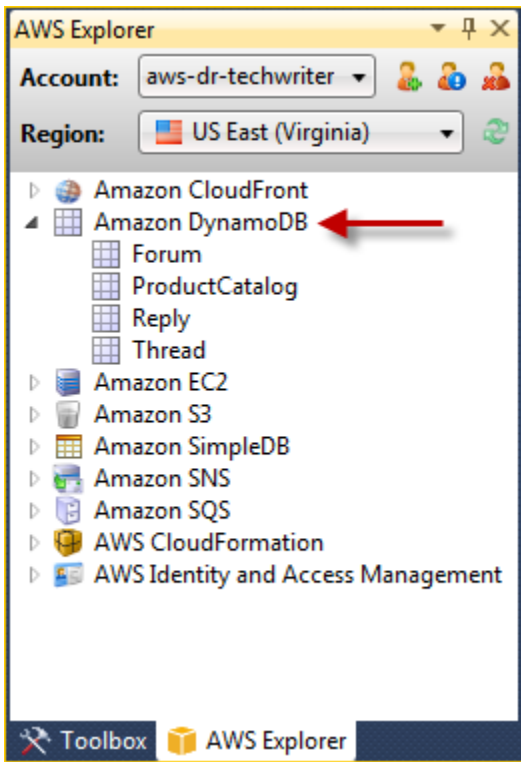 AWS Explorer
Account: aws-dr-techwriter
Region: US East (Virginia)
Amazon CloudFront
Amazon DynamoDB
Forum
ProductCatalog
Reply
Thread
Amazon EC2
Amazon S3
Amazon SimpleDB
Amazon SNS
Amazon SQS
AWS CloudFormation
AWS Identity and Access Management
Toolbox AWS Explorer